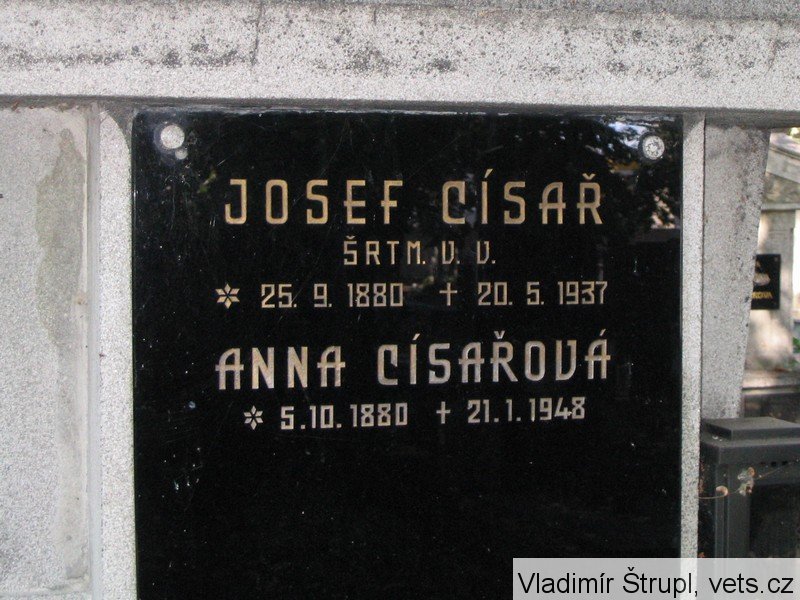 JOSEF CÍSAŘ
ŠRTM. V. V.
* 25. 9. 1880 + 20. 5. 1937
ANNA CÍSAŘOVÁ
* 5.10.1880 + 21.1.1948
Vladimír Štrupl, vets.cz